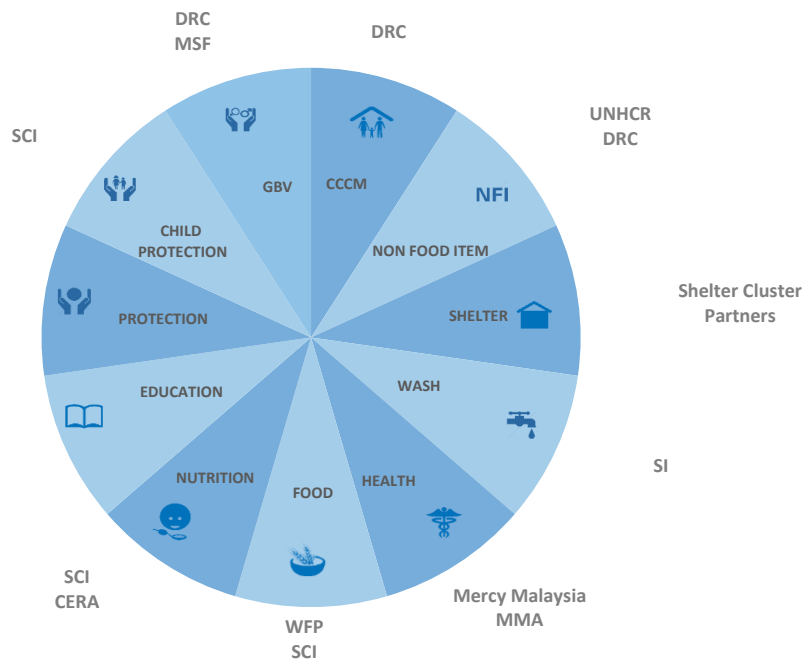 DRC
MSF
DRC
UNHCR
DRC
SCI
GBV
CCCM
NFI
CHILD
PROTECTION
NON FOOD ITEM
Shelter Cluster
Partners
PROTECTION
SHELTER
EDUCATION
WASH
SI
NUTRITION
FOOD
HEALTH
SCI
CERA
WFP
SCI
Mercy Malaysia
MMA